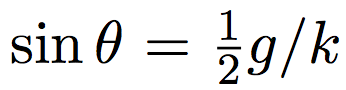 sin θ = ½g/k